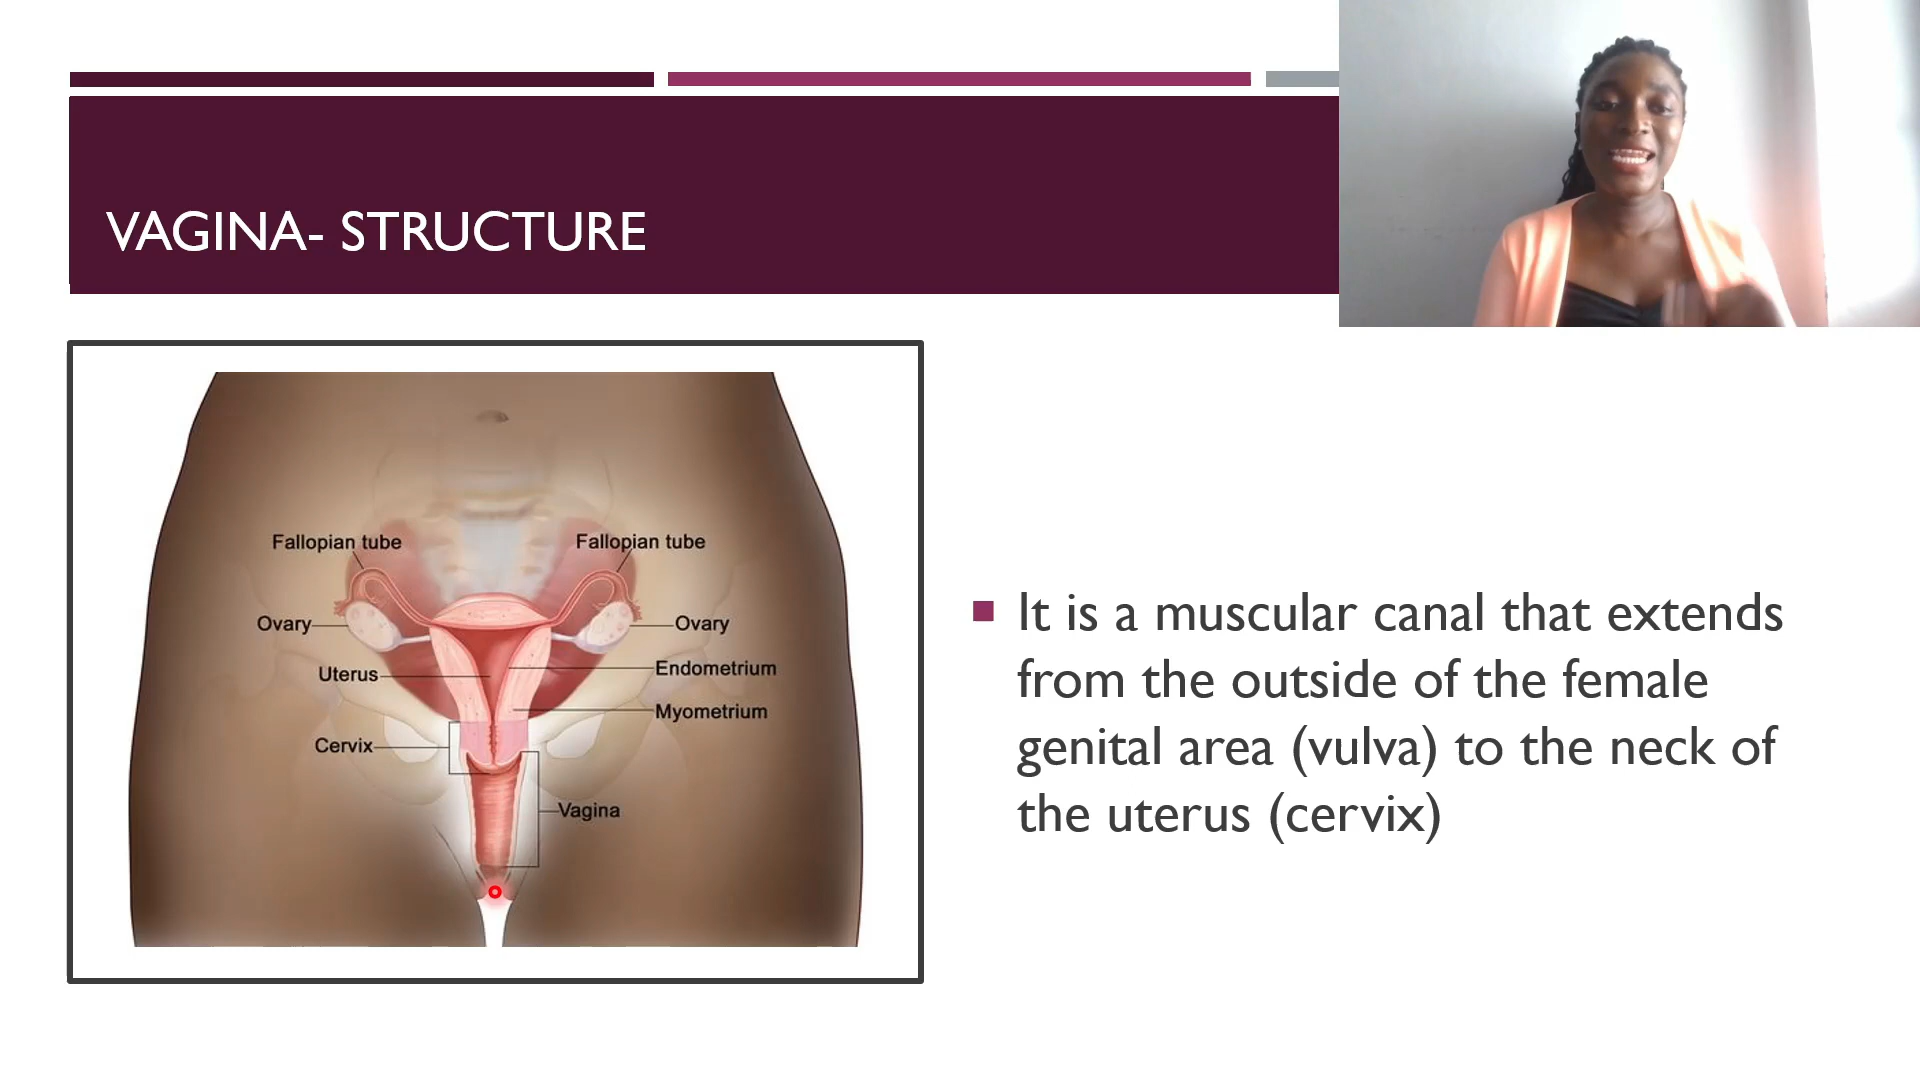 VAGINA- STRUCTURE
Fallopian tube
Fallopian tube
Ovary
Ovary
Uterus
Endometrium
Myometrium
Cervix
Vagina
It is a muscular canal that extends
from the outside of the female
genital area (vulva) to the neck of
the uterus (cervix)